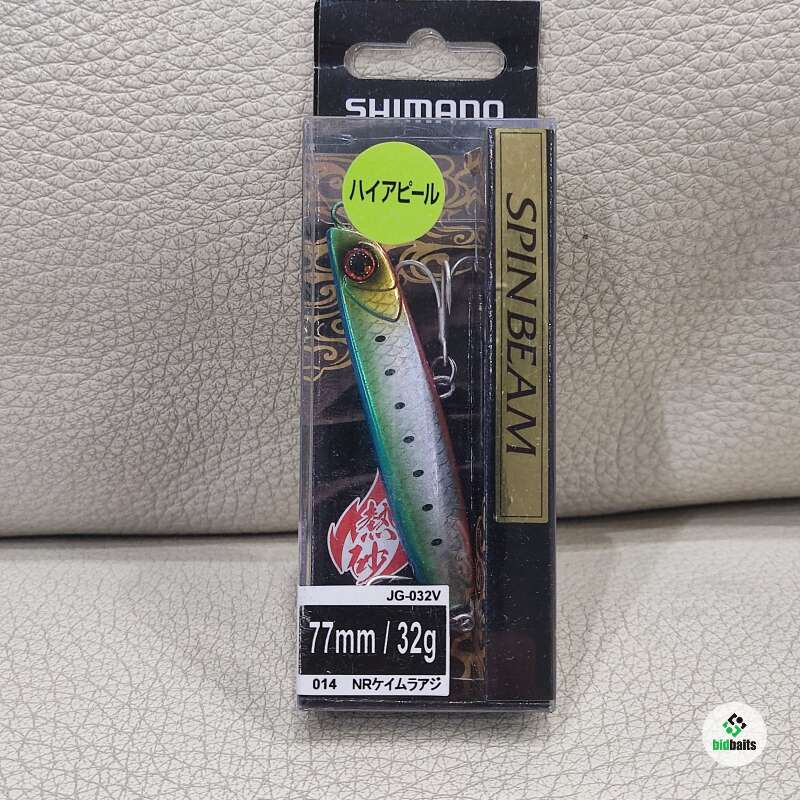 SHIMANO
ハイアピール
SPIN BEAM
熱砂
JG-032V
77mm / 32g
014 NRケイムラアジ
bidbaits